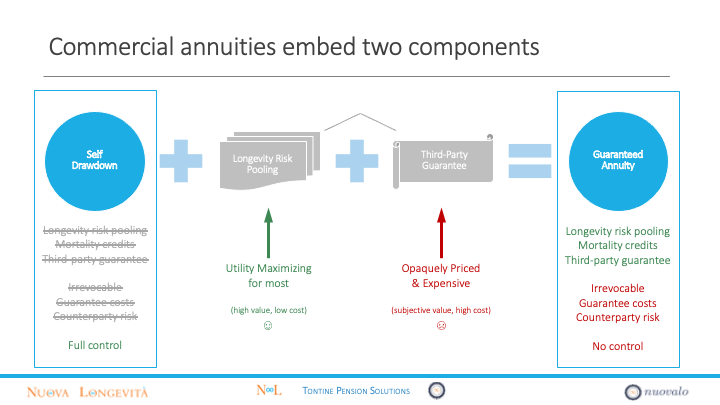 Commercial annuities embed two components
Self
Drawdown
Longevity risk pooling
Mortality credits
Third-party guarantee
Irrevocable
Guarantee costs
Counterparty risk
Full control
Longevity Risk
Pooling
Utility Maximizing
for most
(high value, low cost)
☺
Third-Party
Guarantee
Opaquely Priced
& Expensive
(subjective value, high cost)
☹
Guaranteed
Annuity
Longevity risk pooling
Mortality credits
Third-party guarantee
Irrevocable
Guarantee costs
Counterparty risk
No control
Nuova Longevità
N∞L
Tontine Pension Solutions
nuovalo